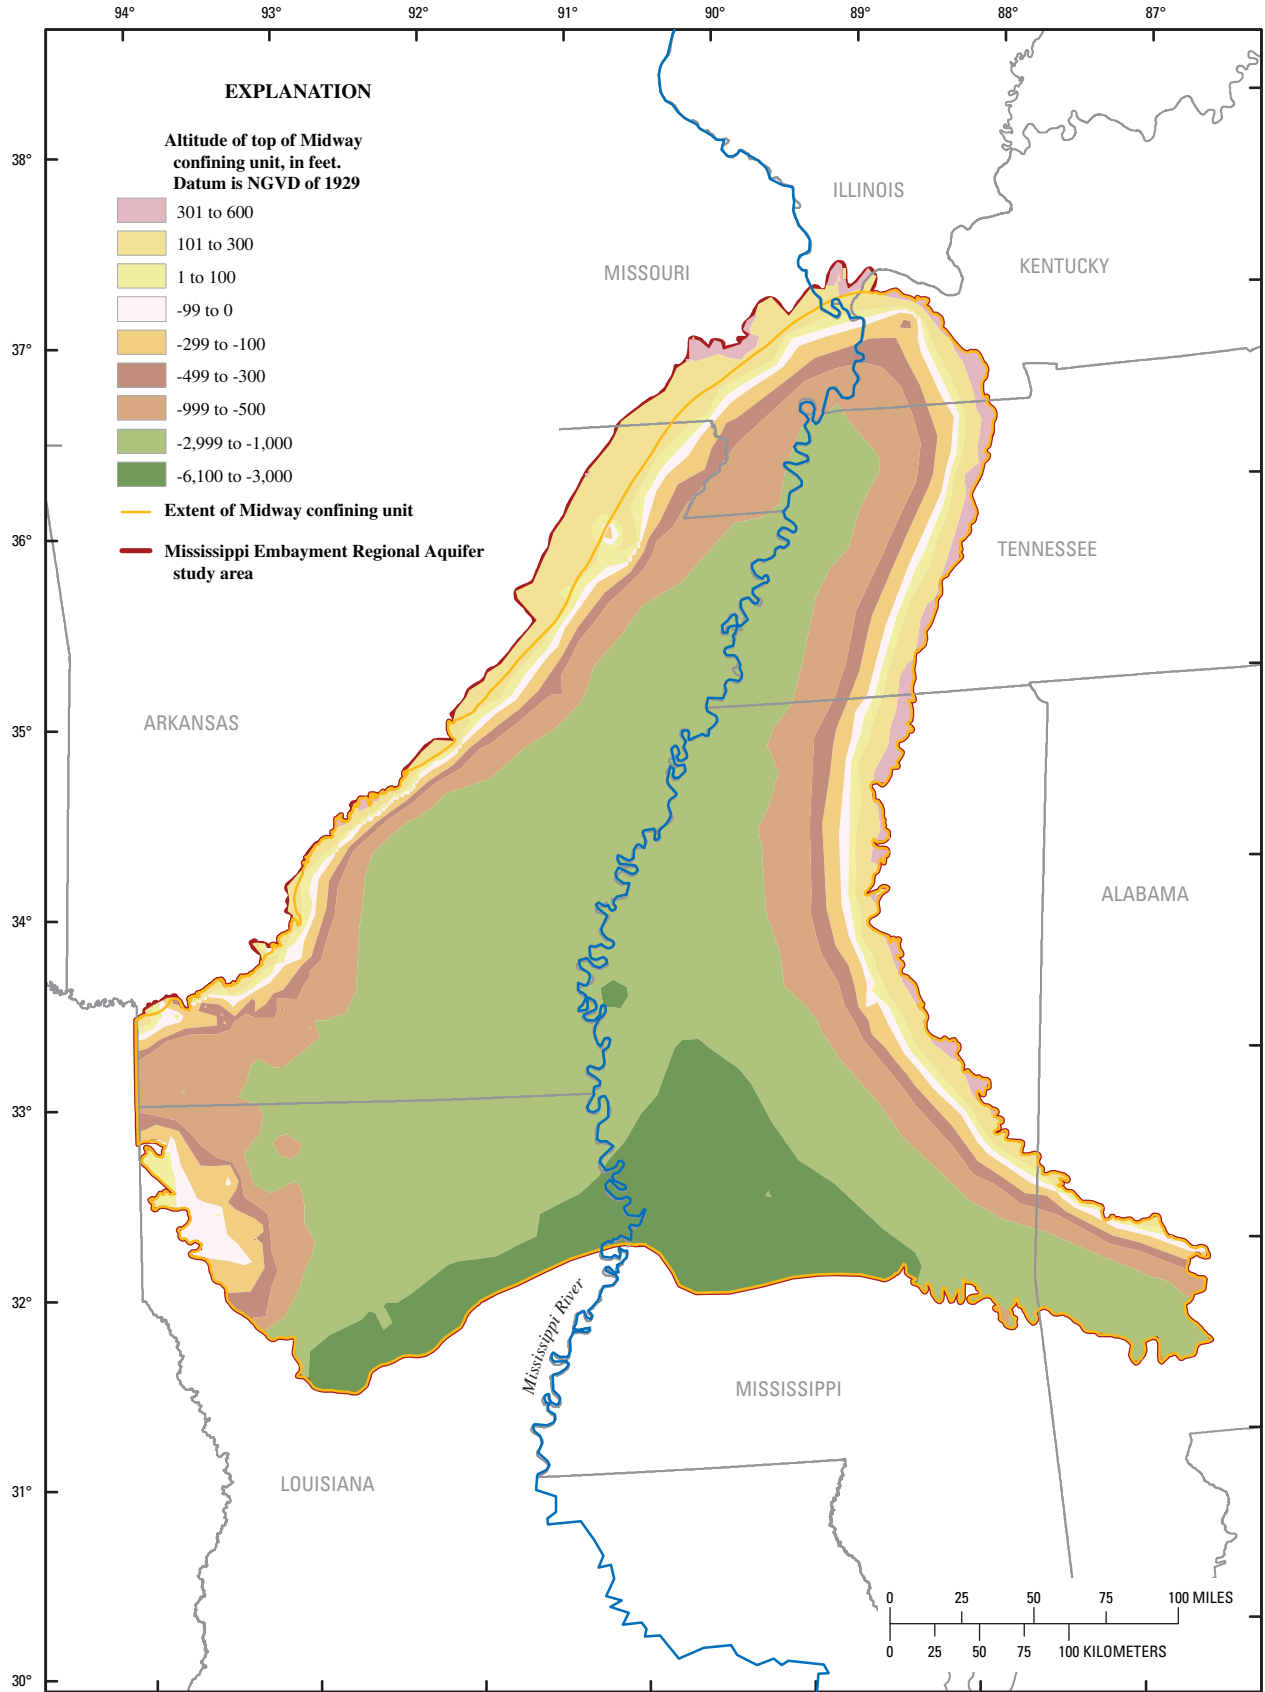 94° 93° 92° 91° 90° 89° 88° 87°
EXPLANATION
Altitude of top of Midway
confining unit, in feet.
Datum is NGVD of 1929
301 to 600
101 to 300
1 to 100
-99 to 0
-299 to -100
-499 to -300
-999 to -500
-2,999 to -1,000
-6,100 to -3,000
Extent of Midway confining unit
Mississippi Embayment Regional Aquifer
study area
38°
37°
36°
35°
34°
33°
32°
31°
30°
ILLINOIS
MISSOURI
KENTUCKY
TENNESSEE
ARKANSAS
ALABAMA
Mississippi River
MISSISSIPPI
LOUISIANA
0 25 50 75 100 MILES
0 25 50 75 100 KILOMETERS